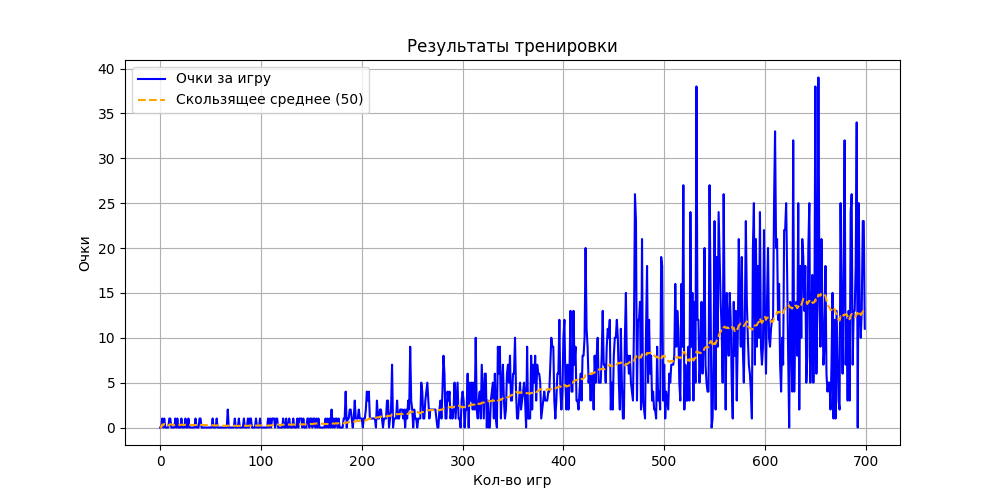 Результаты тренировки
Очки за игру
Скользящее среднее (50)
40
35
30
25
20
15
10
5
0
Очки
0 100 200 300 400 500 600 700
Кол-во игр